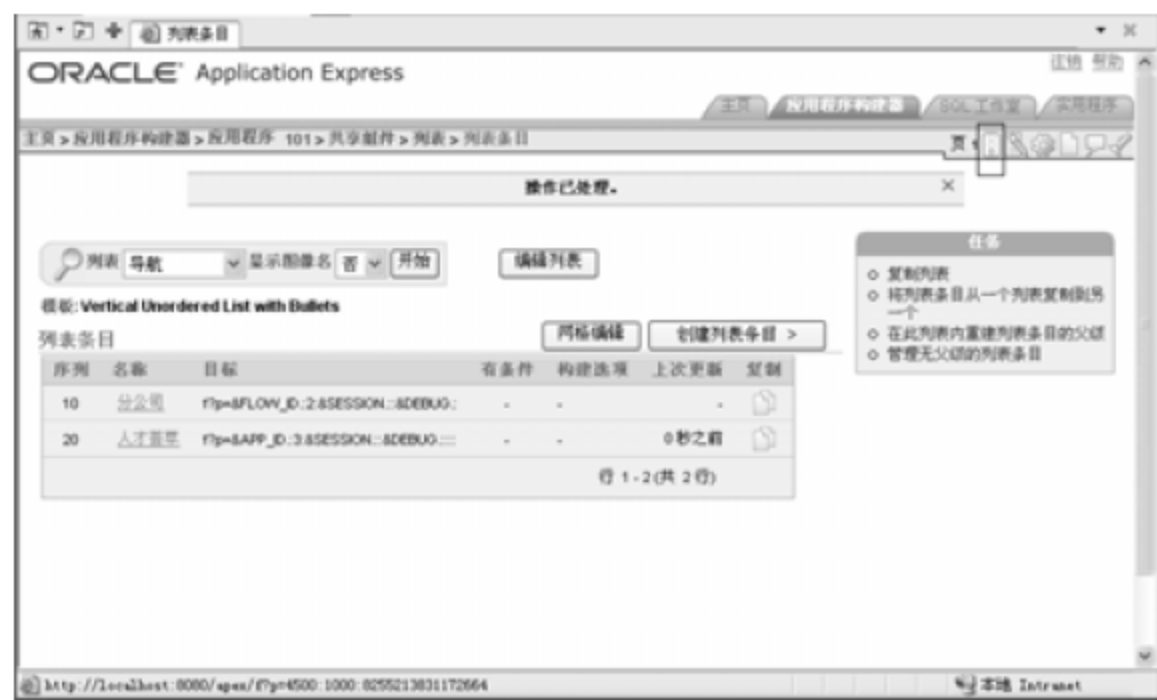 列表条目
ORACLE Application Express
注销 帮助
主页 应用程序构建器 SQL 工作室 实用程序
主页 > 应用程序构建器 > 应用程序 101 > 共享组件 > 列表 > 列表条目
页
操作已处理。
列表 导航 显示图像名 否 开始 编辑列表
任务
复制列表
将列表条目从一个列表复制到另一个
在此列表内重建列表条目的父级
管理无父级的列表条目
模板: Vertical Unordered List with Bullets
列表条目
网格编辑 创建列表条目 >
序列 名称 目标 有条件 构建选项 上次更新 复制
10 分公司 f?p=&FLOW_ID.:2:&SESSION.::&DEBUG.: - - -
20 人才荟萃 f?p=&APP_ID.:3:&SESSION.::&DEBUG.:::: - - 0 秒之前
行 1 - 2 (共 2 行)
http://localhost:8080/apex/f?p=4500:1000:8255213831172664
本地 Intranet